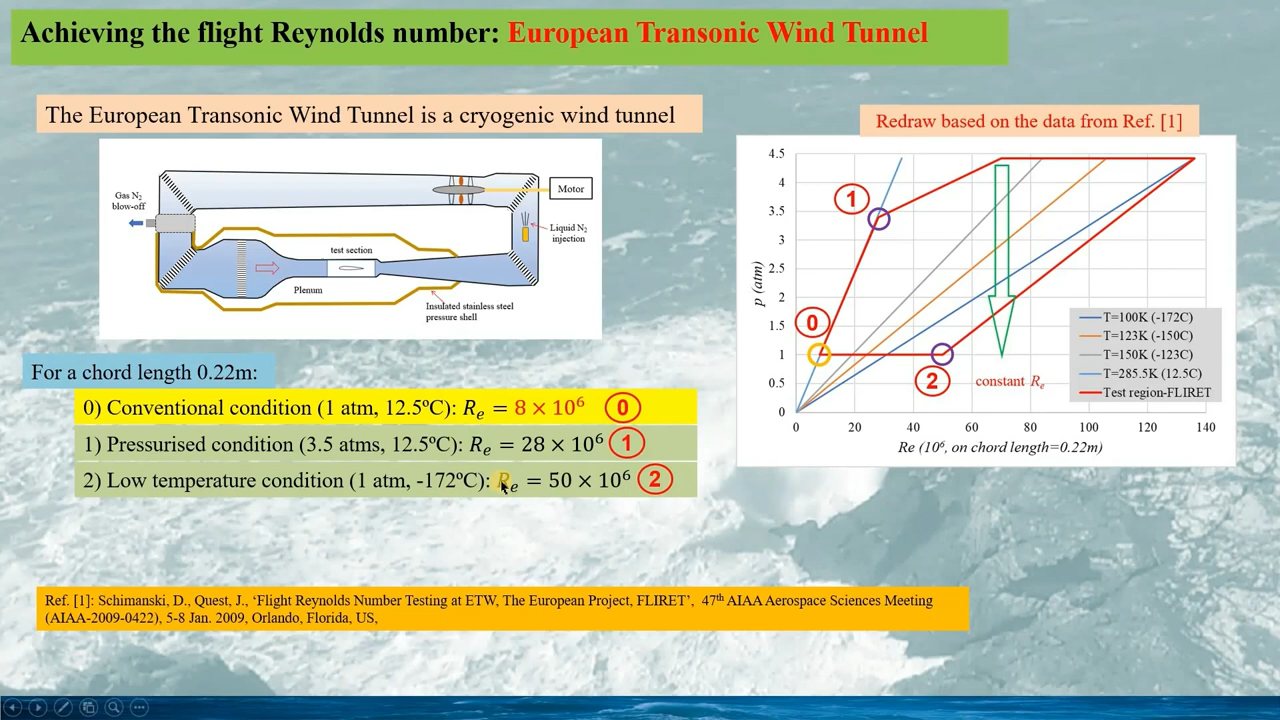 Achieving the flight Reynolds number: European Transonic Wind Tunnel
The European Transonic Wind Tunnel is a cryogenic wind tunnel
Gas N₂
blow-off
Motor
Liquid N₂
injection
test section
Plenum
Insulated stainless steel
pressure shell
For a chord length 0.22m:
0) Conventional condition (1 atm, 12.5ºC): Rₑ = 8 × 10⁶ 0
1) Pressurised condition (3.5 atms, 12.5ºC): Rₑ = 28 × 10⁶ 1
2) Low temperature condition (1 atm, -172ºC): Rₑ = 50 × 10⁶ 2
Redraw based on the data from Ref. [1]
4.5
4
3.5
3
2.5
2
1.5
1
0.5
0
p (atm)
1
0
2
constant Rₑ
T=100K (-172C)
T=123K (-150C)
T=150K (-123C)
T=285.5K (12.5C)
Test region-FLIRET
0 20 40 60 80 100 120 140
Re (10⁶, on chord length=0.22m)
Ref. [1]: Schimanski, D., Quest, J., ‘Flight Reynolds Number Testing at ETW, The European Project, FLIRET’, 47th AIAA Aerospace Sciences Meeting
(AIAA-2009-0422), 5-8 Jan. 2009, Orlando, Florida, US,